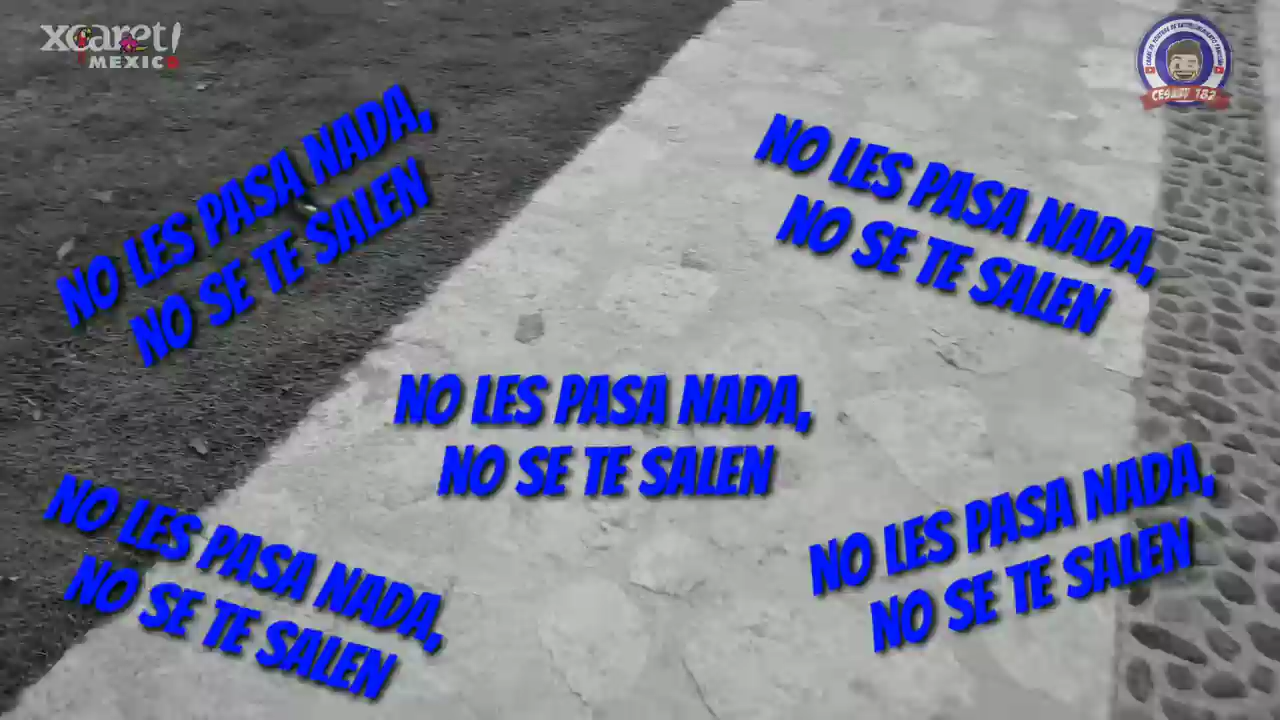 xcaret!
MEXICO
CESARIN 182
NO LES PASA NADA,
NO SE TE SALEN
NO LES PASA NADA,
NO SE TE SALEN
NO LES PASA NADA,
NO SE TE SALEN
NO LES PASA NADA,
NO SE TE SALEN
NO LES PASA NADA,
NO SE TE SALEN